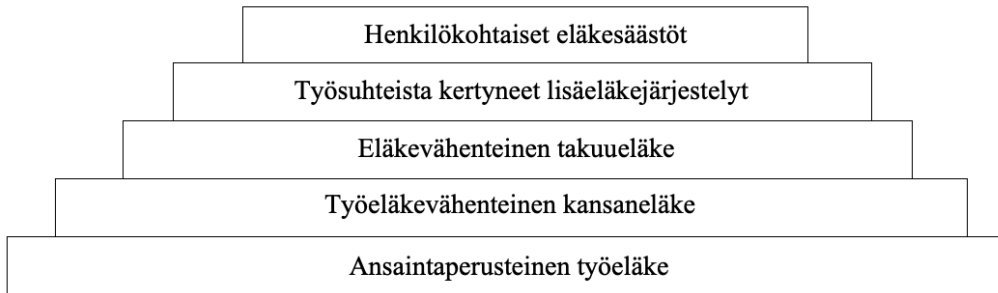 Henkilökohtaiset eläkesäästöt
Työsuhteista kertyneet lisäeläkejärjestelyt
Eläkevähenteinen takuueläke
Työeläkevähenteinen kansaneläke
Ansaintaperusteinen työeläke